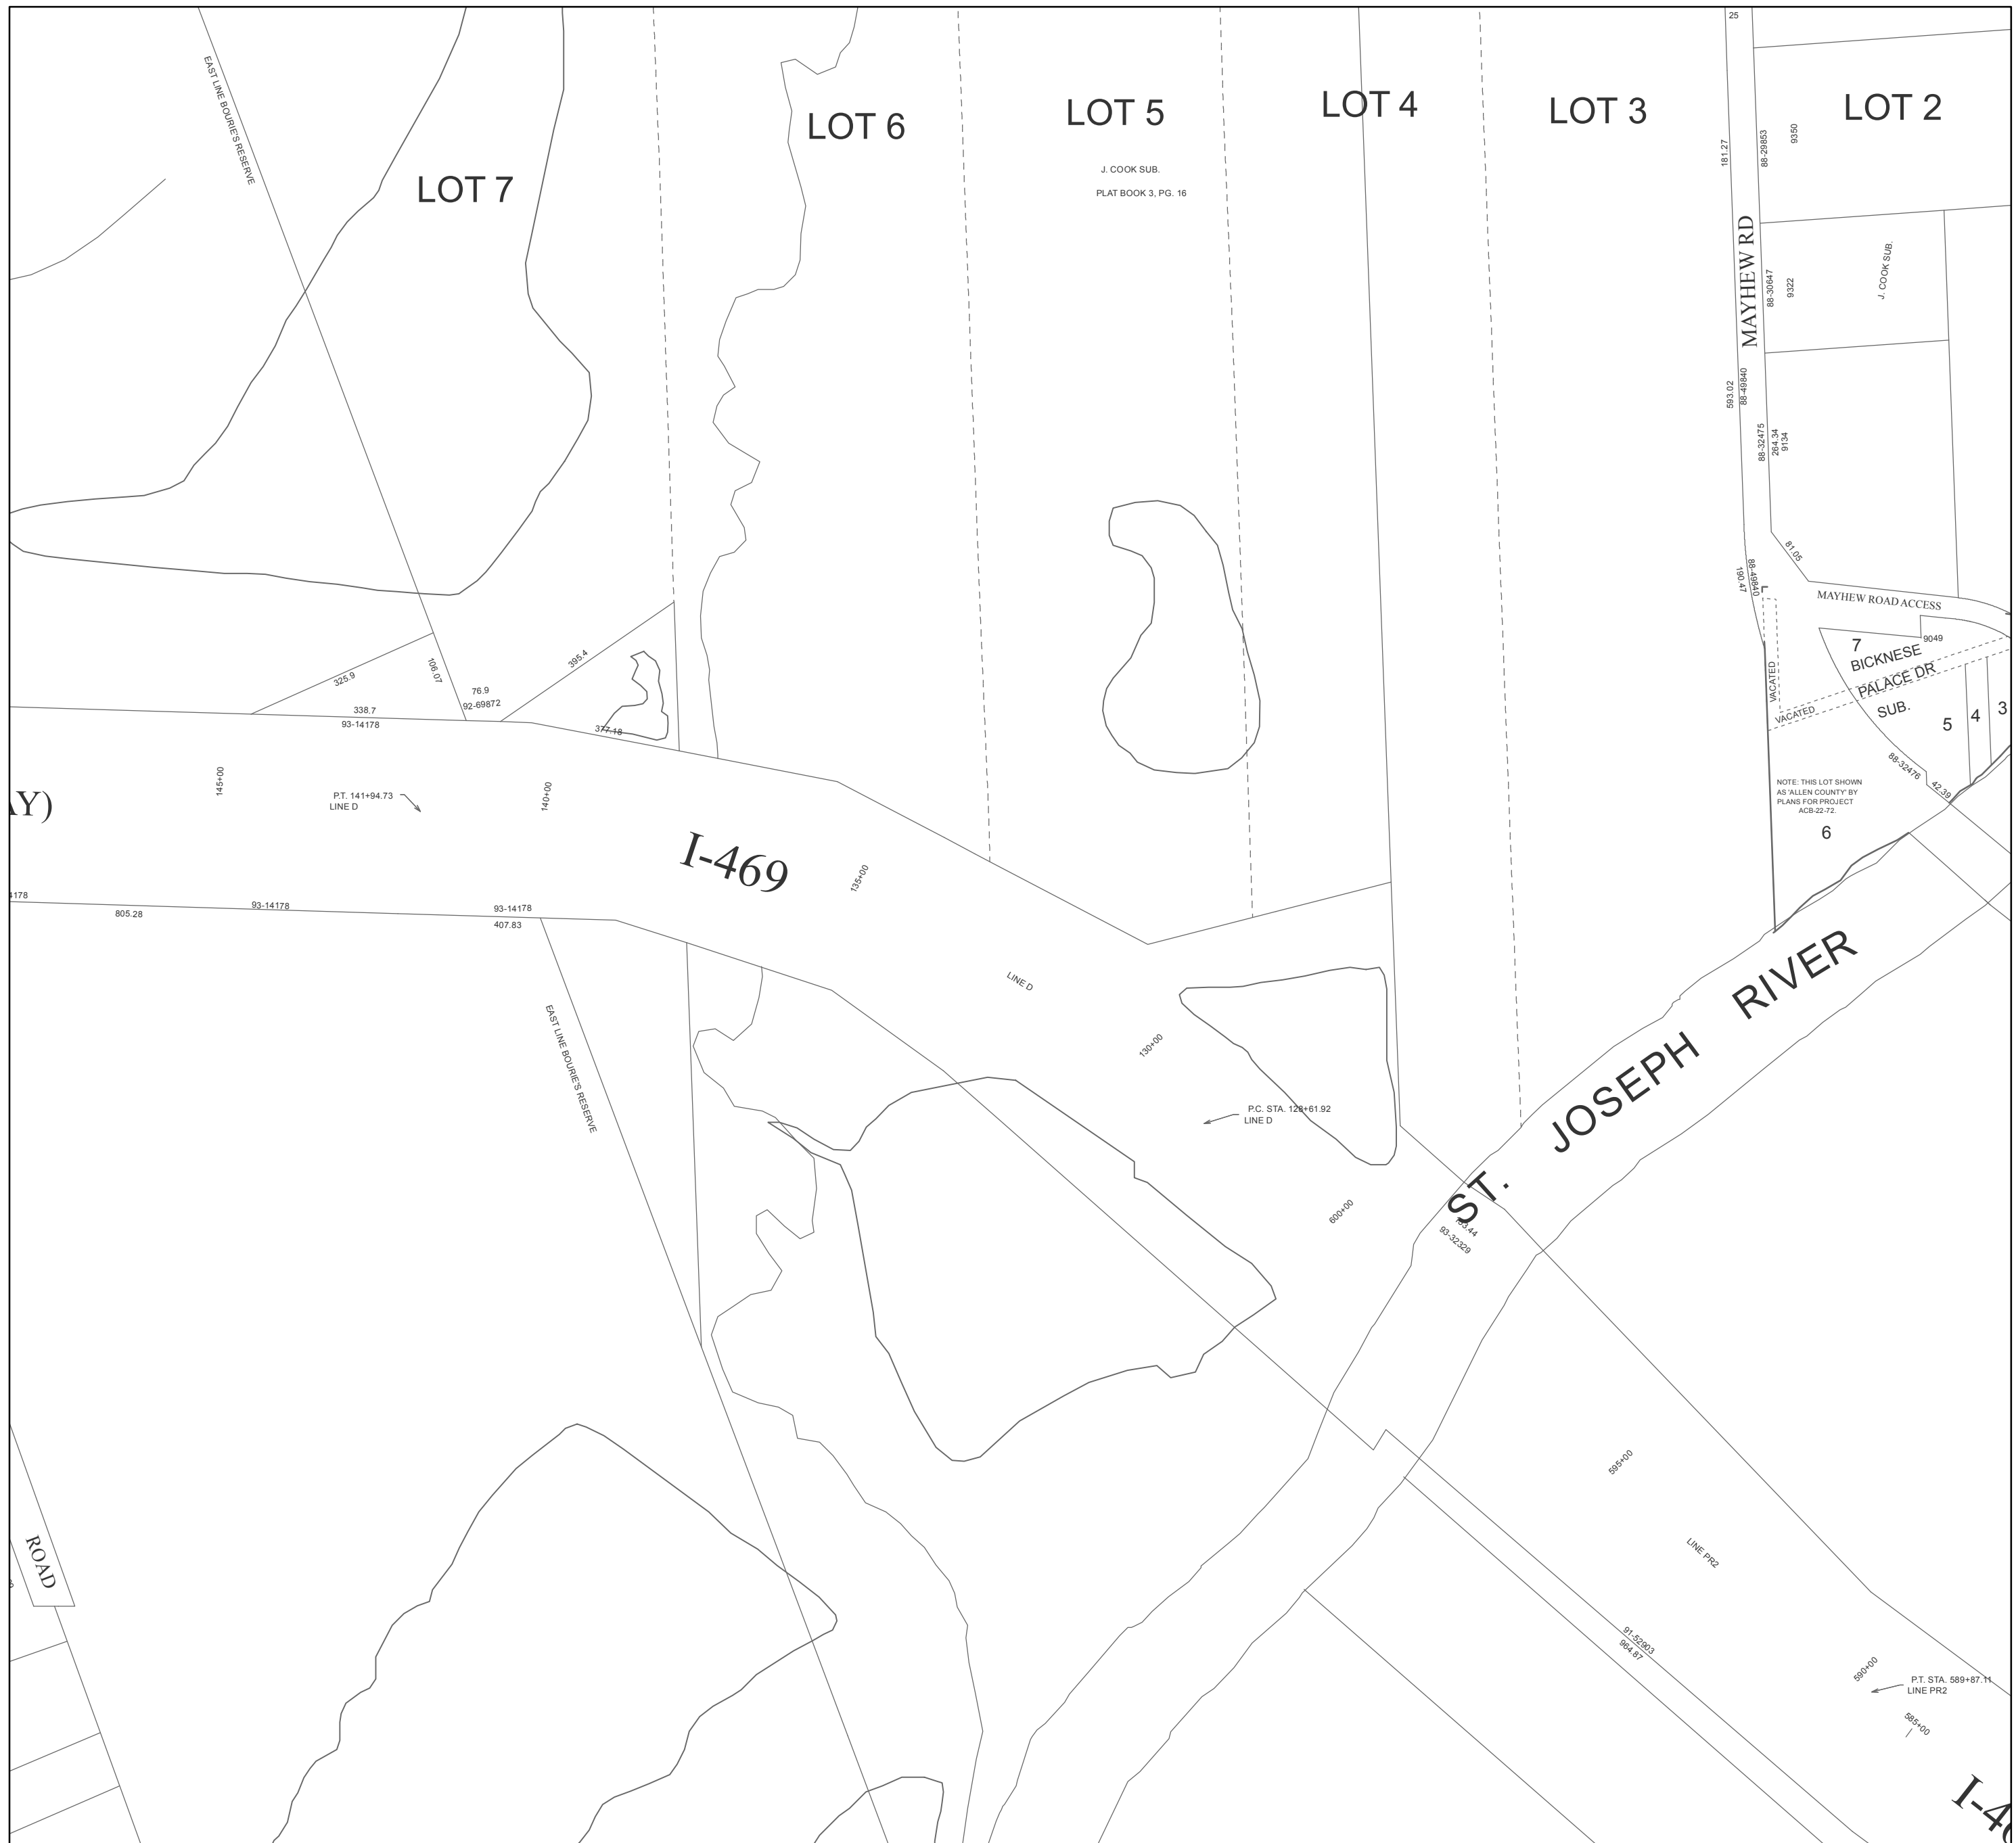 25
EAST LINE BOURIE'S RESERVE
LOT 7
LOT 6
LOT 5
LOT 4
LOT 3
LOT 2
J. COOK SUB.
PLAT BOOK 3, PG. 16
181.27
88-29853
9350
MAYHEW RD
88-30647
9322
J. COOK SUB.
593.02
88-49840
88-32475
264.34
9134
81.05
88-49840
190.47
MAYHEW ROAD ACCESS
7
9049
BICKNESE
PALACE DR
SUB.
VACATED
VACATED
5
4
3
88-32476
42.39
NOTE: THIS LOT SHOWN
AS 'ALLEN COUNTY' BY
PLANS FOR PROJECT
ACB-22-72.
6
325.9
106.07
395.4
76.9
92-69872
338.7
93-14178
377.18
145+00
P.T. 141+94.73
LINE D
140+00
AY)
I-469
135+00
4178
805.28
93-14178
93-14178
407.83
LINE D
EAST LINE BOURIE'S RESERVE
130+00
P.C. STA. 128+61.92
LINE D
600+00
ST. JOSEPH RIVER
93-32329
595+00
LINE PR2
ROAD
91-52903
964.87
590+00
P.T. STA. 589+87.11
LINE PR2
585+00
I-46